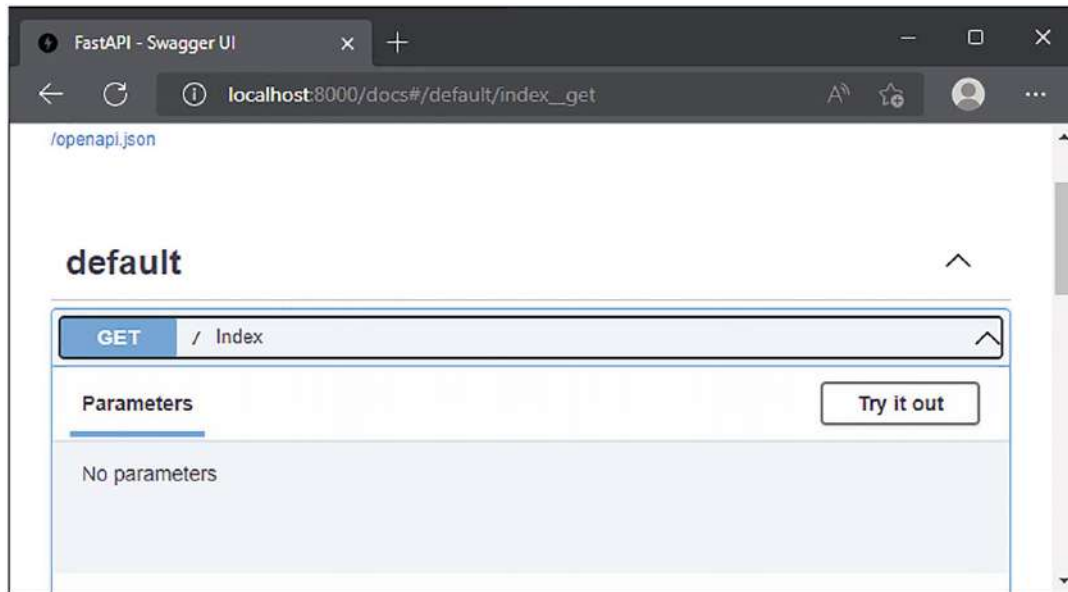 FastAPI - Swagger UI
localhost:8000/docs#/default/index__get
/openapi.json
default
GET / Index
Parameters Try it out
No parameters